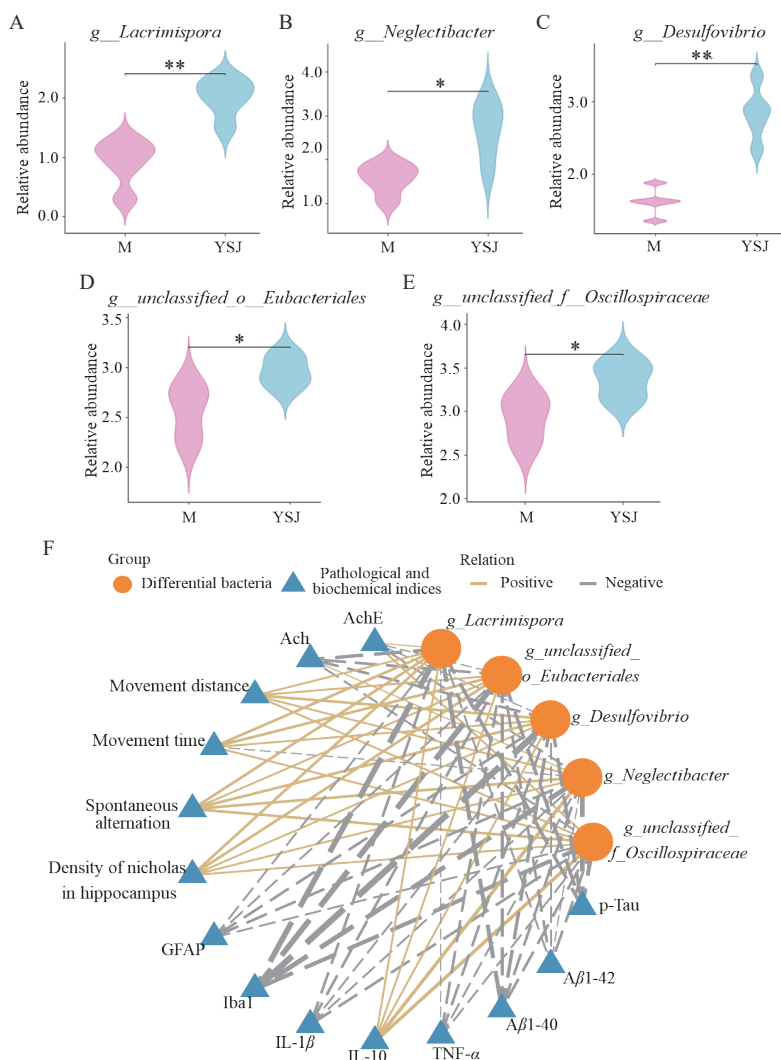 A
g__Lacrimispora
**
Relative abundance
2.0
1.0
0.0
M
YSJ
B
g__Neglectibacter
*
Relative abundance
4.0
3.0
2.0
1.0
M
YSJ
C
g__Desulfovibrio
**
Relative abundance
3.0
2.0
M
YSJ
D
g__unclassified_o__Eubacteriales
*
Relative abundance
3.5
3.0
2.5
2.0
M
YSJ
E
g__unclassified_f__Oscillospiraceae
*
Relative abundance
4.0
3.5
3.0
2.5
2.0
M
YSJ
F
Group
Differential bacteria
Pathological and
biochemical indices
Relation
Positive
Negative
AchE
Ach
Movement distance
Movement time
Spontaneous
alternation
Density of nicholas
in hippocampus
GFAP
Iba1
IL-1β
IL-10
TNF-α
Aβ1-40
Aβ1-42
p-Tau
g_Lacrimispora
g_unclassified_
o_Eubacteriales
g_Desulfovibrio
g_Neglectibacter
g_unclassified_
f_Oscillospiraceae